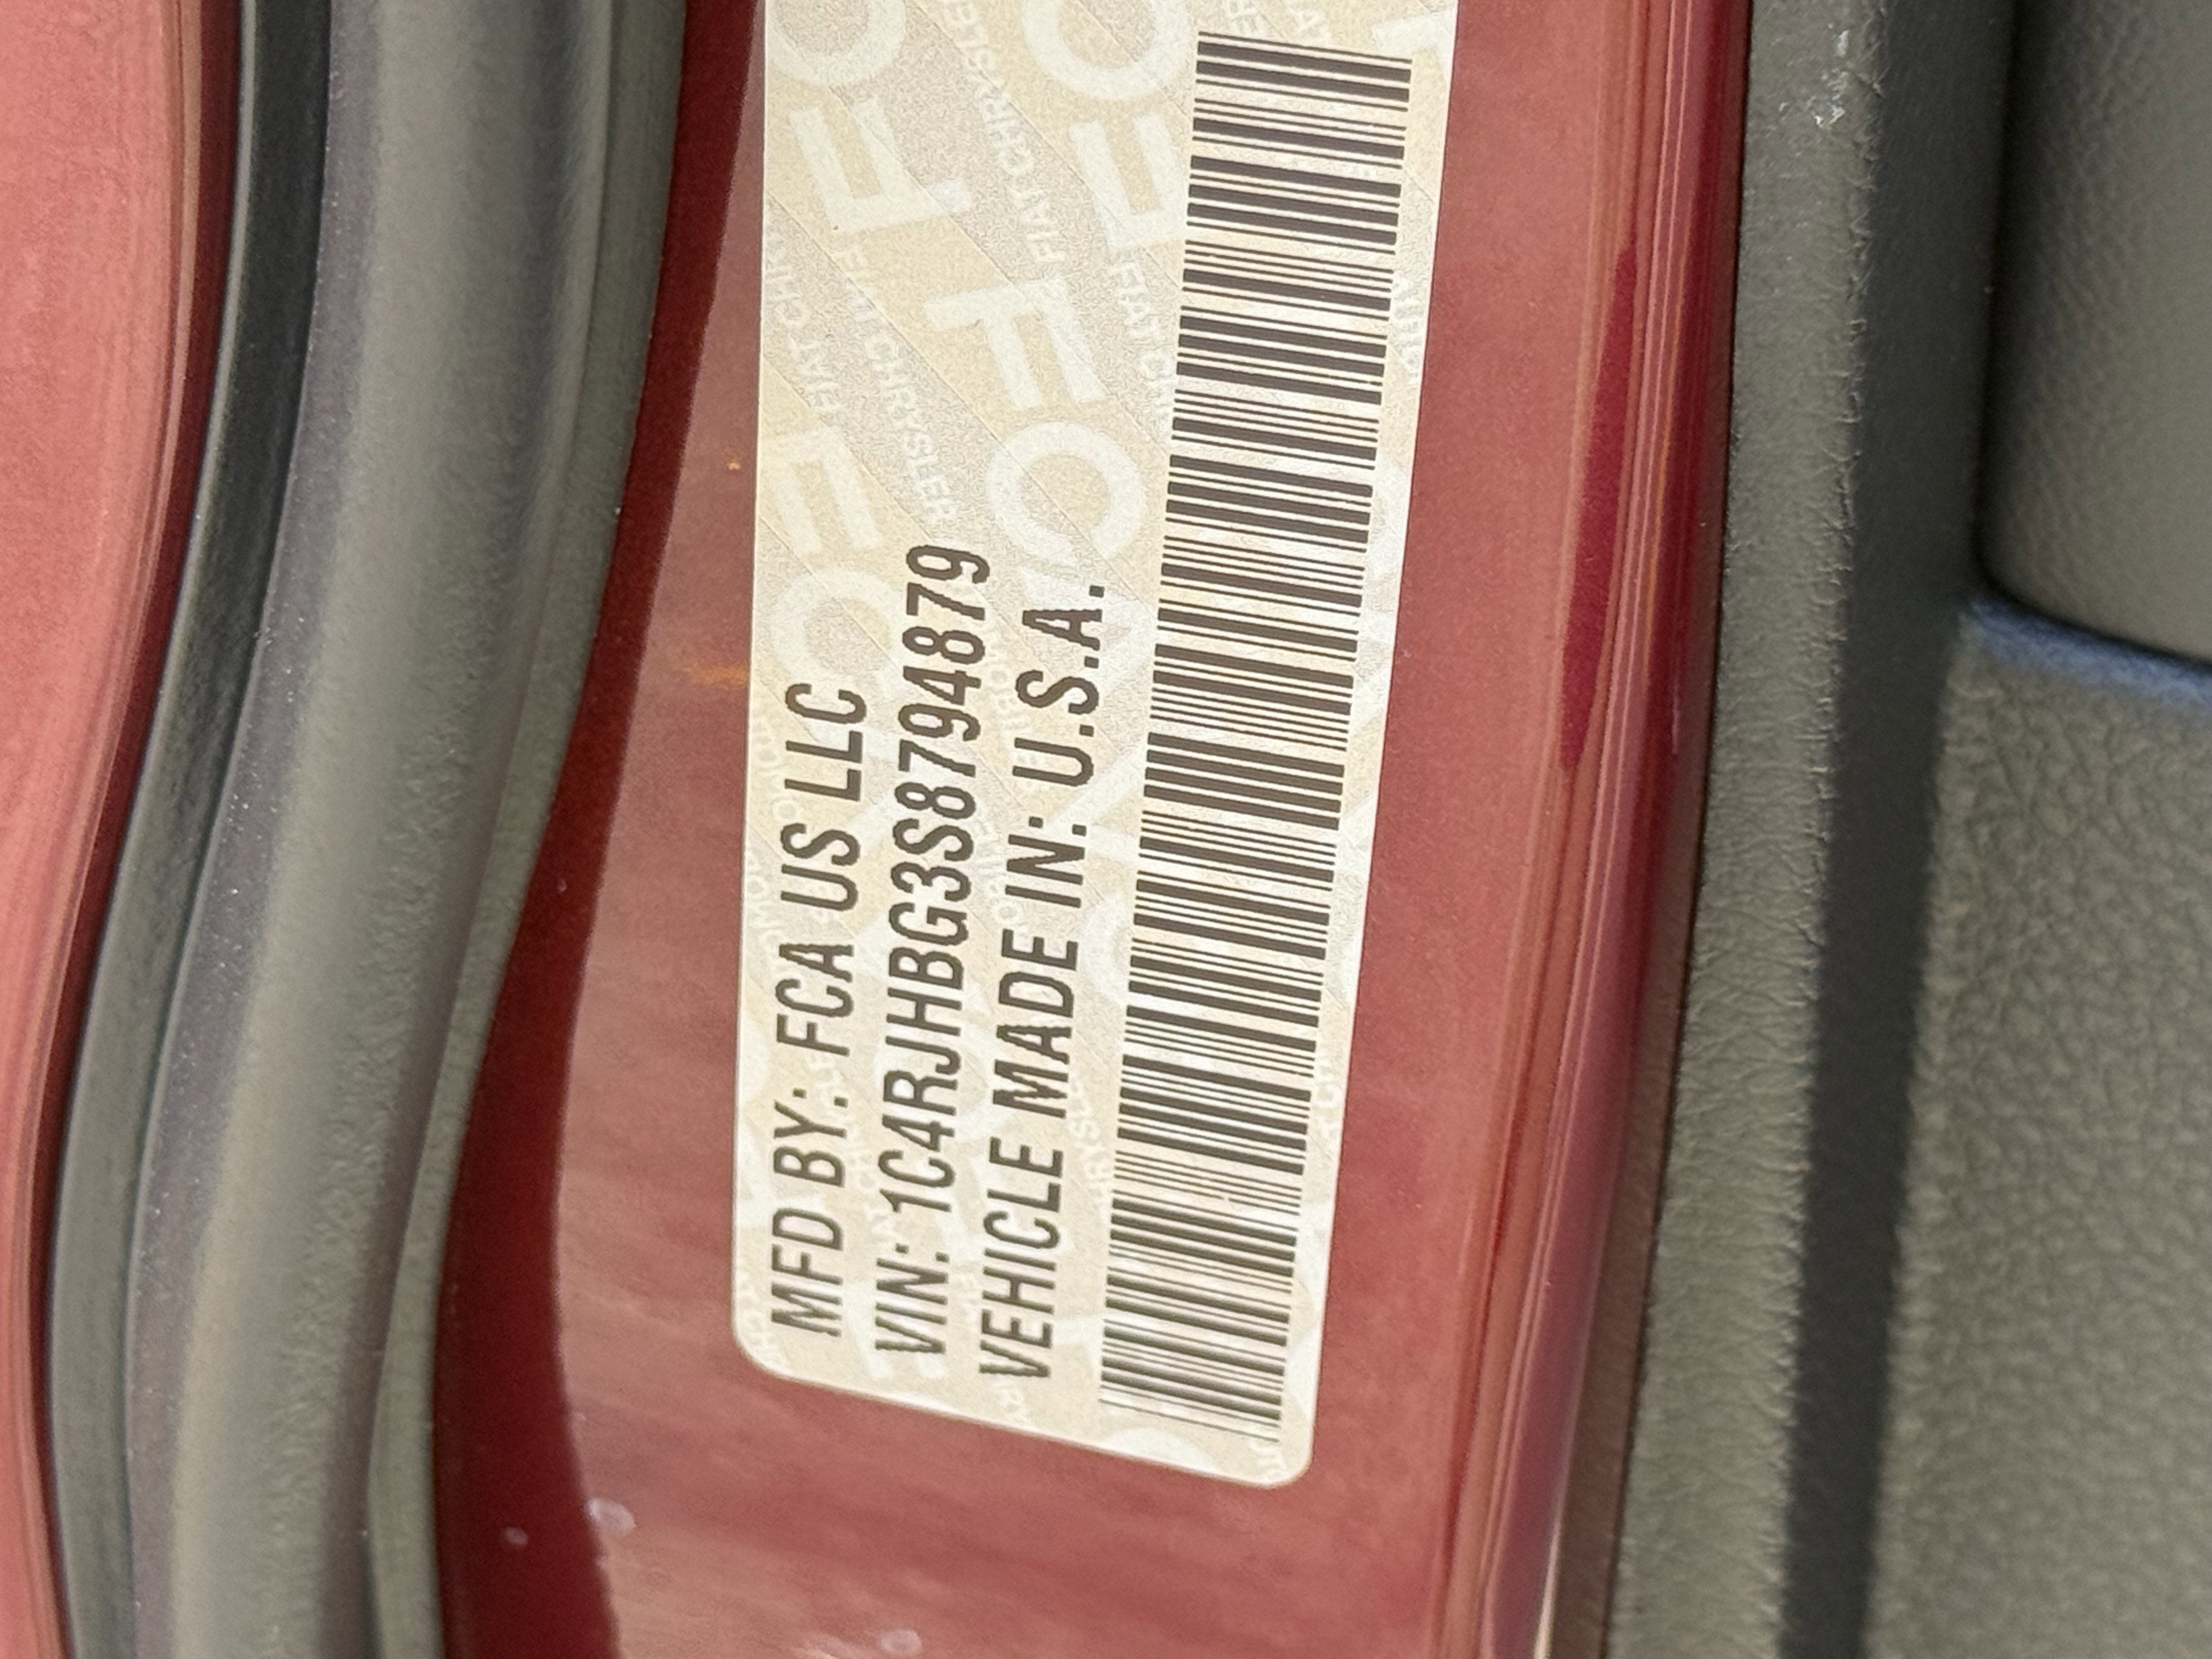 MFD BY: FCA US LLC
VIN: 1C4RJHBG3S8794879
VEHICLE MADE IN: U.S.A.